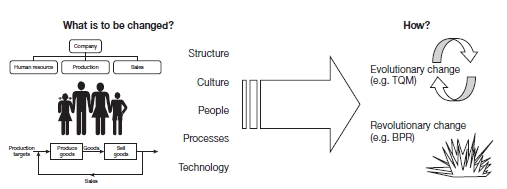 What is to be changed?
How?
Company
Human resource
Production
Sales
Structure
Culture
People
Processes
Technology
Production
targets
Produce
goods
Goods
Sell
goods
Sales
Evolutionary change
(e.g. TQM)
Revolutionary change
(e.g. BPR)